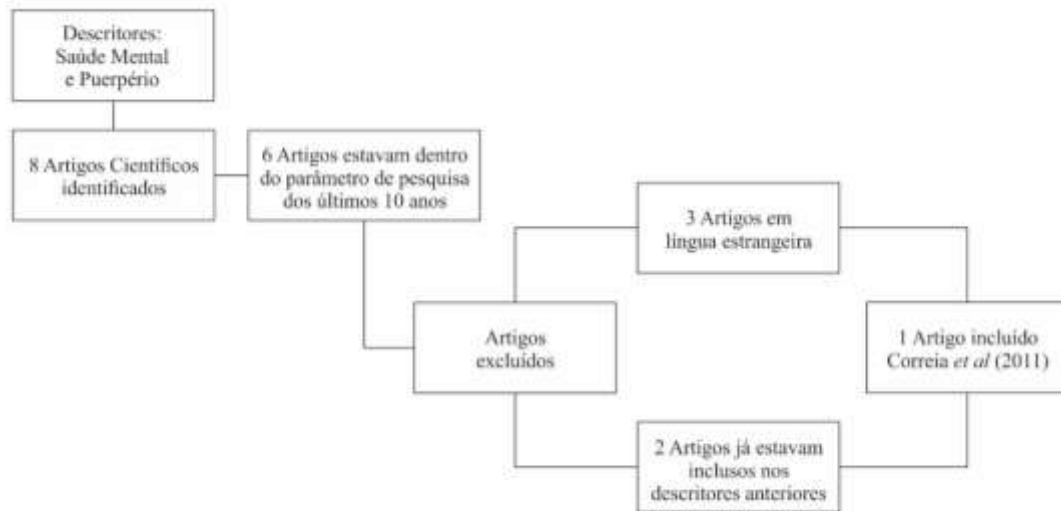 Descritores:
Saúde Mental
e Puerpério
8 Artigos Científicos
identificados
6 Artigos estavam dentro
do parâmetro de pesquisa
dos últimos 10 anos
3 Artigos em
língua estrangeira
Artigos
excluídos
1 Artigo incluído
Correia et al (2011)
2 Artigos já estavam
inclusos nos
descritores anteriores